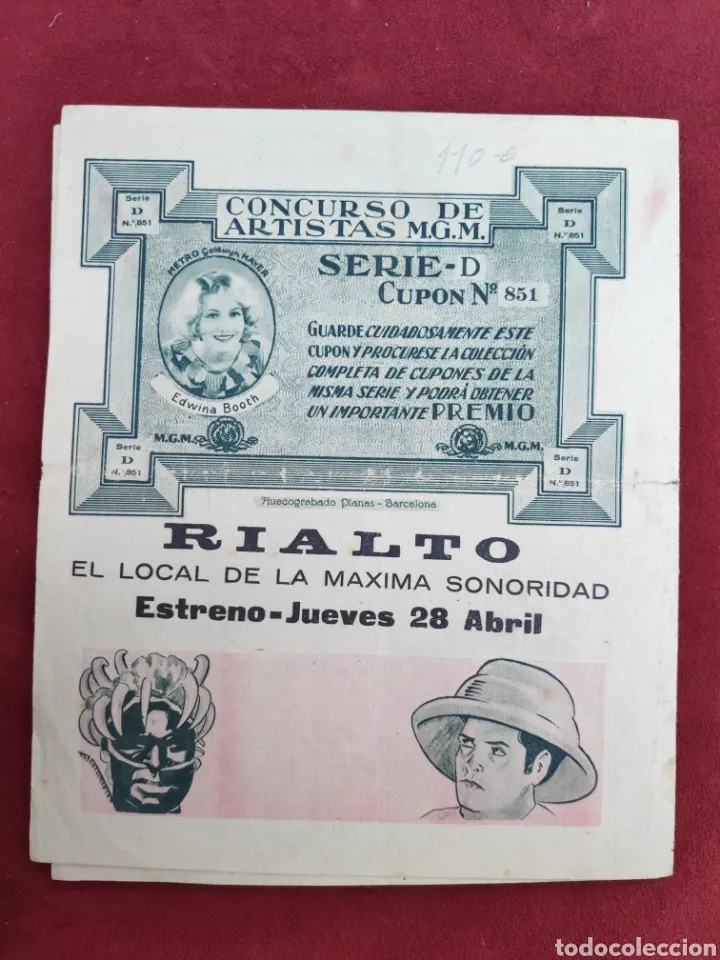 110 €
CONCURSO DE
ARTISTAS M.G.M.
Serie
D
N.º 851
Serie
D
N.º 851
METRO Goldwyn MAYER
Edwina Booth
SERIE-D
CUPON Nº 851
GUARDE CUIDADOSAMENTE ESTE
CUPON Y PROCURESE LA COLECCIÓN
COMPLETA DE CUPONES DE LA
MISMA SERIE Y PODRÁ OBTENER
UN IMPORTANTE PREMIO
M.G.M.
M.G.M.
Serie
D
N.º 851
Serie
D
N.º 851
Huecograbado Planas - Barcelona
RIALTO
EL LOCAL DE LA MAXIMA SONORIDAD
Estreno-Jueves 28 Abril
todocoleccion